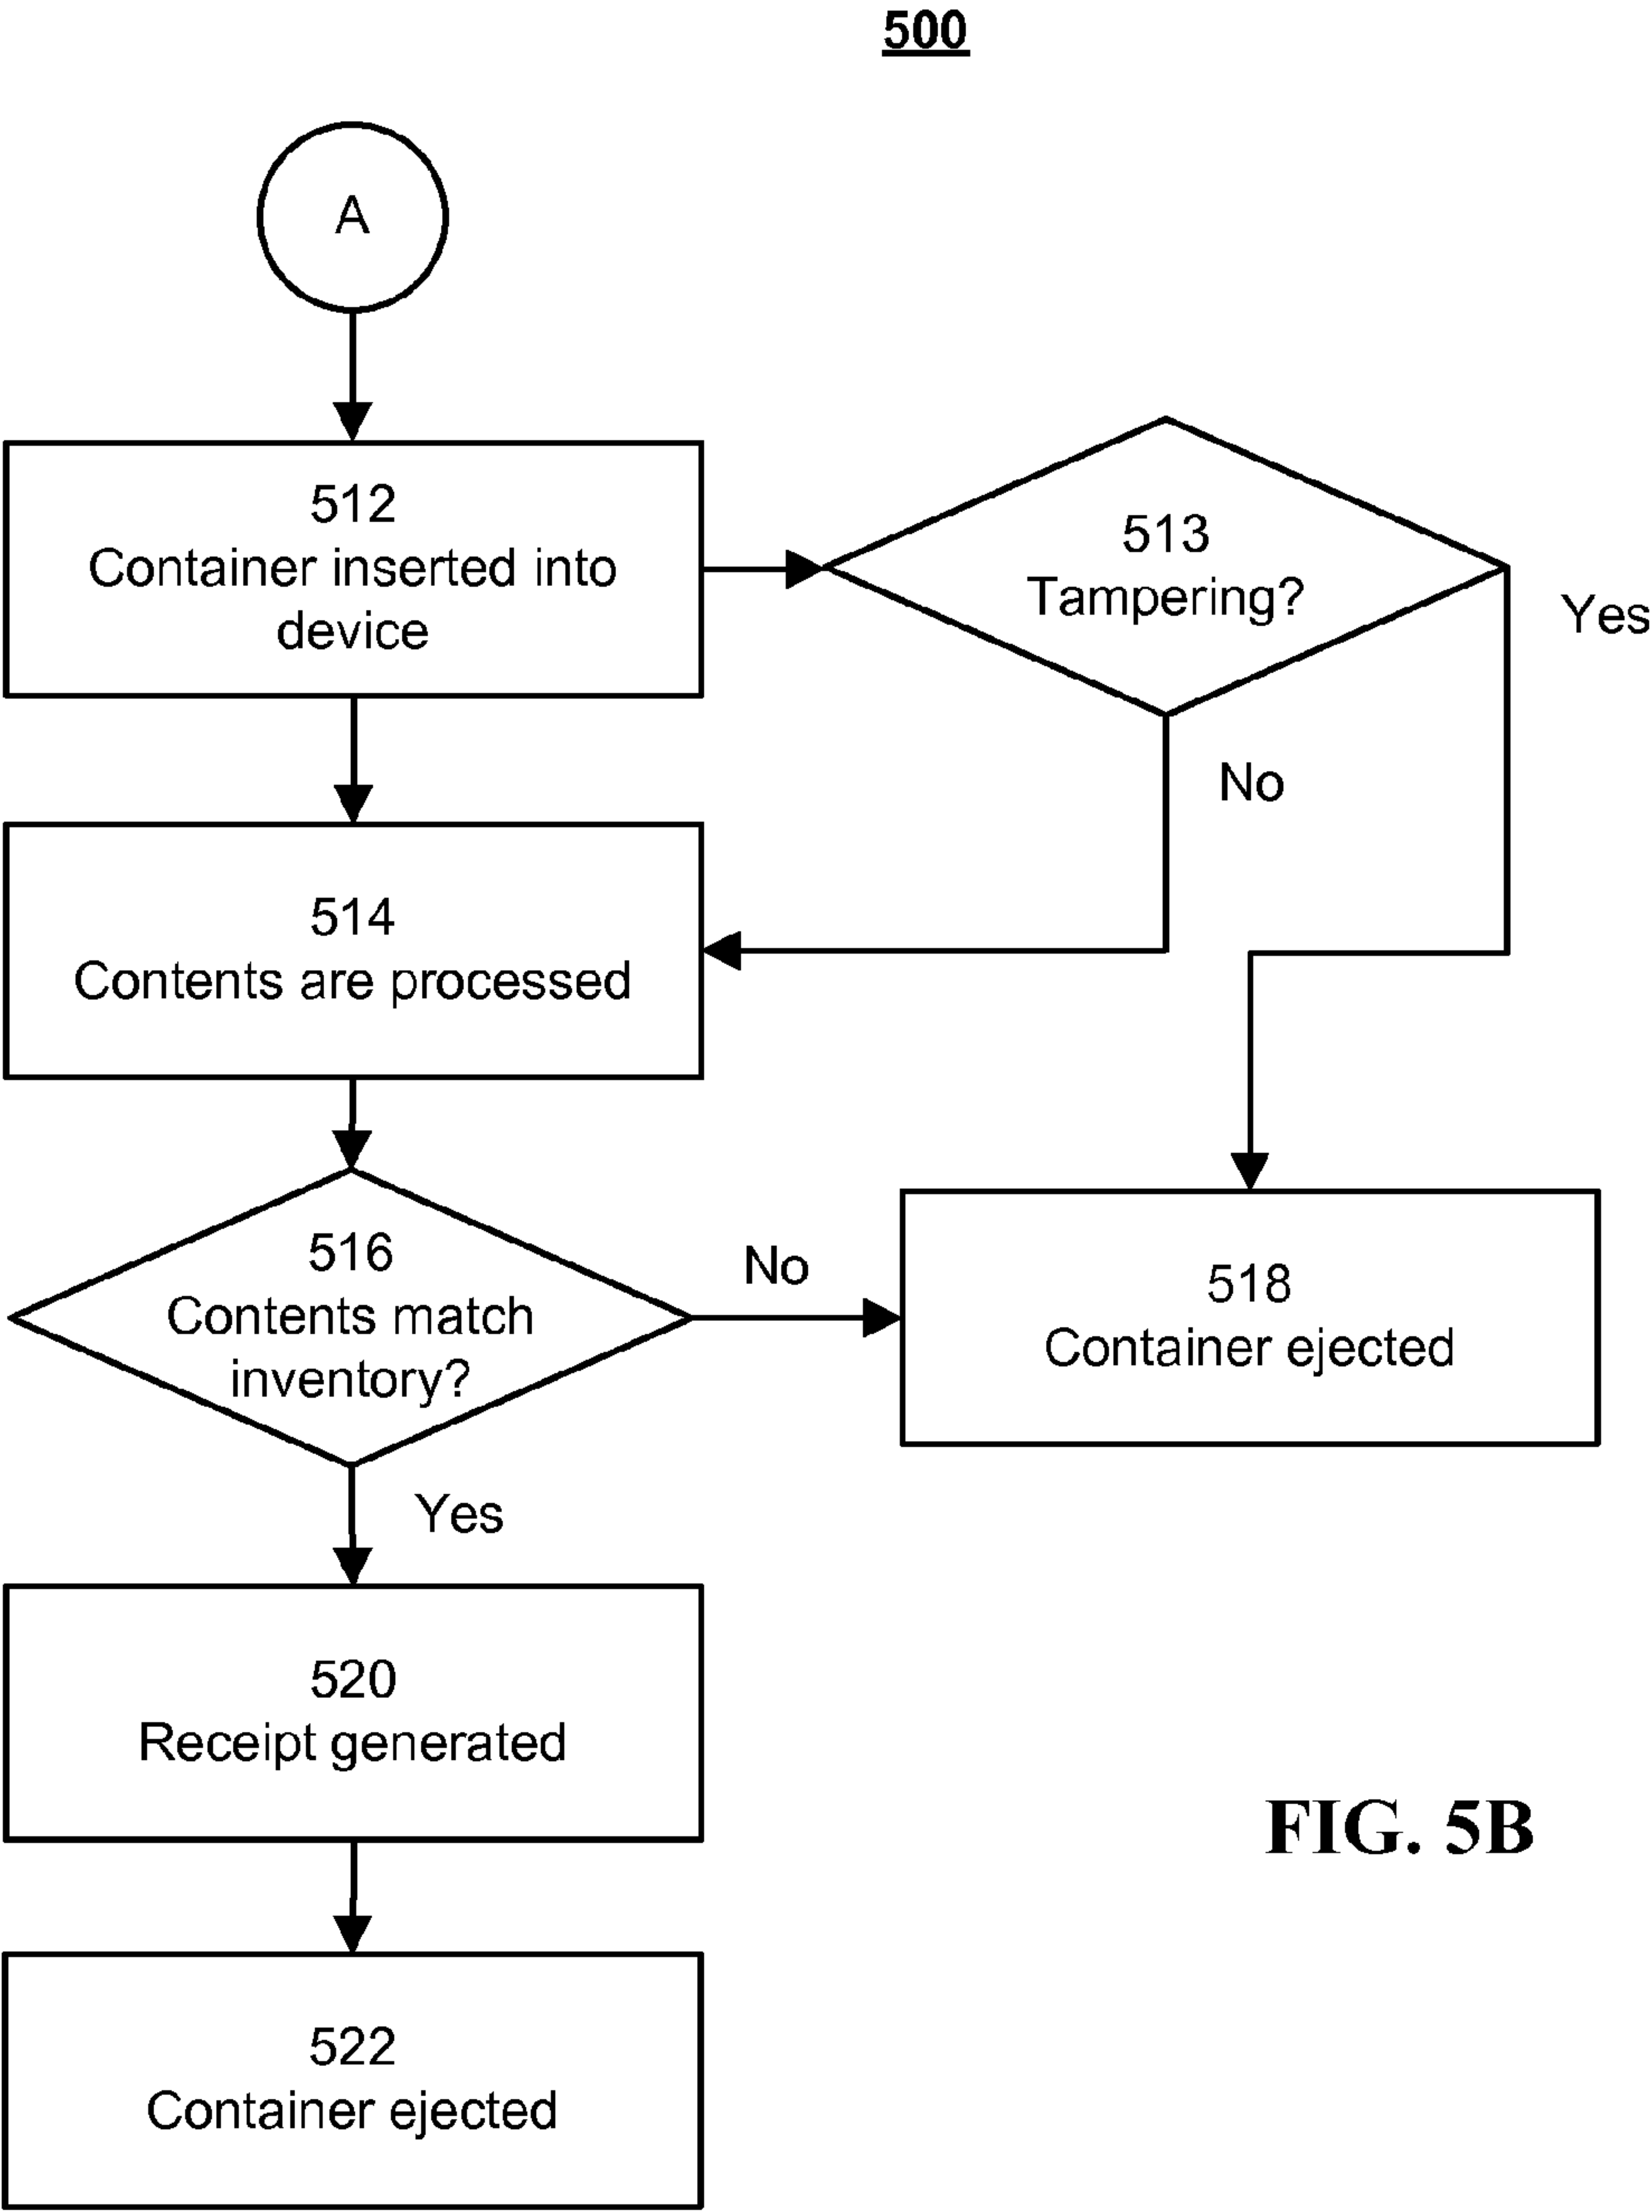 500
A
512
Container inserted into
device
513
Tampering?
Yes
No
514
Contents are processed
516
Contents match
inventory?
No
518
Container ejected
Yes
520
Receipt generated
FIG. 5B
522
Container ejected